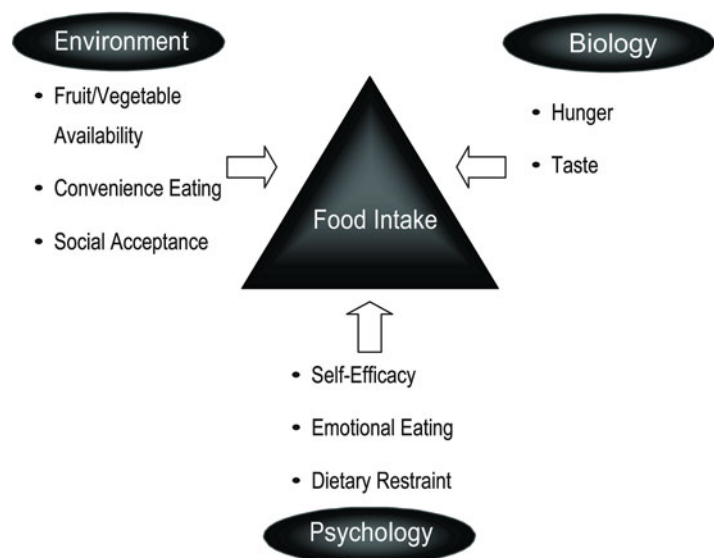 Environment
• Fruit/Vegetable
Availability
• Convenience Eating
• Social Acceptance
Biology
• Hunger
• Taste
Food Intake
• Self-Efficacy
• Emotional Eating
• Dietary Restraint
Psychology